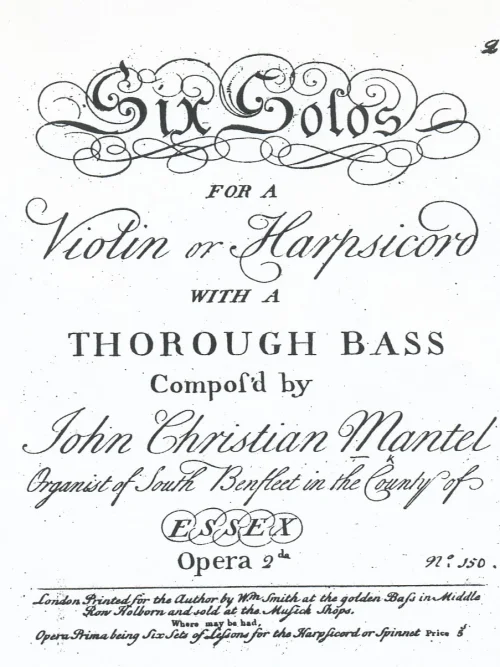 Six Solos
FOR A
Violin or Harpsicord
WITH A
THOROUGH BASS
Compos'd by
John Christian Mantel
Organist of South Benfleet in the County of
ESSEX
Opera 2da
No. 150.
London Printed for the Author by Wm Smith at the golden Baſs in Middle
Row Holborn and sold at the Musick Shops.
Where may be had,
Opera Prima being Six Sets of Leſsons for the Harpsicord or Spinnet Price